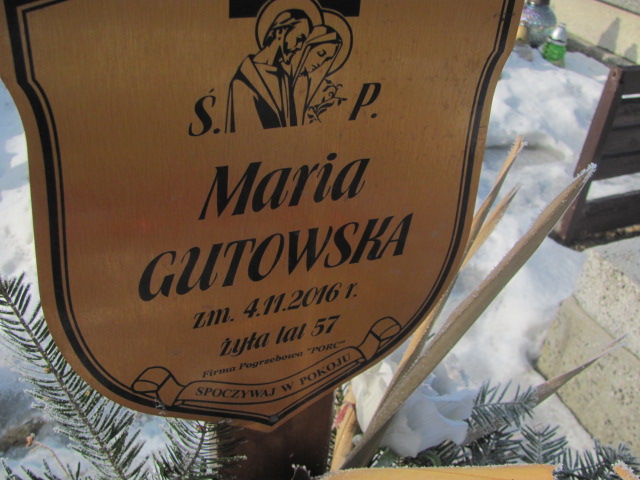 Ś. P.
Maria
GUTOWSKA
zm. 4.11.2016 r.
żyła lat 57
Firma Pogrzebowa "PORC"
SPOCZYWAJ W POKOJU